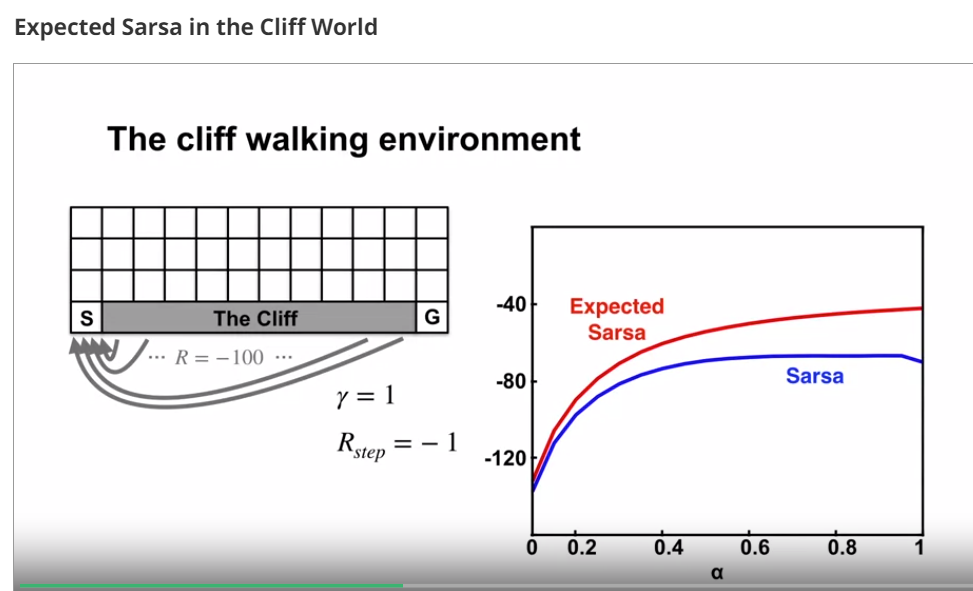 Expected Sarsa in the Cliff World
The cliff walking environment
S
The Cliff
G
··· R = −100 ···
γ = 1
R_step = − 1
-40
-80
-120
Expected
Sarsa
Sarsa
0 0.2 0.4 0.6 0.8 1
α